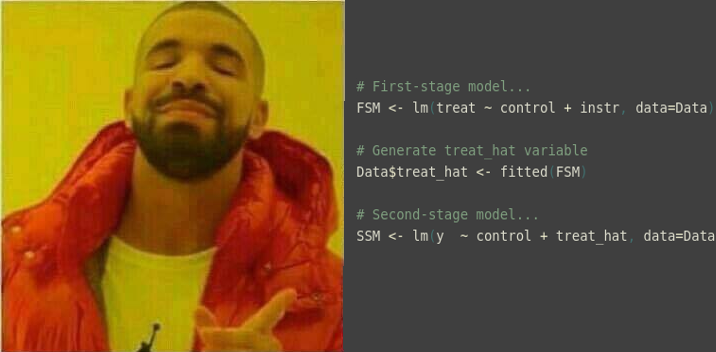 # First-stage model...
FSM <- lm(treat ~ control + instr, data=Data)
# Generate treat_hat variable
Data$treat_hat <- fitted(FSM)
# Second-stage model...
SSM <- lm(y  ~ control + treat_hat, data=Data